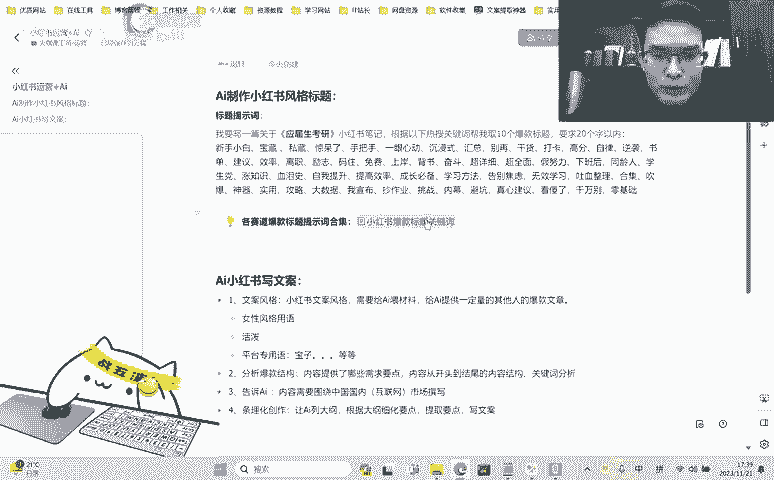 优质网站 在线工具 博客管理 工作相关 个人收藏 资源教程 学习网站 叶站长 网盘资源 软件收集 文案提取神器
小红书运营+Ai
Ai制作小红书风格标题:
Ai小红书写文案:
Ai制作小红书风格标题：
标题提示词：
我要写一篇关于《应届生考研》小红书笔记，根据以下热搜关键词帮我取10个爆款标题，要求20个字以内：
新手小白、宝藏、私藏、惊呆了、手把手、一眼心动、沉浸式、汇总、别再、干货、打卡、高分、自律、逆袭、书
单、建议、效率、离职、励志、码住、免费、上岸、背书、奋斗、超详细、超全面、假努力、下班后、同龄人、学
生党、涨知识、血泪史、自我提升、提高效率、成长必备、学习方法、告别焦虑、无效学习、吐血整理、合集、吹
爆、神器、实用、攻略、大数据、我宣布、抄作业、挑战、内幕、避坑、真心建议、看傻了、千万别、零基础
各赛道爆款标题提示词合集： 小红书爆款标题关键词
Ai小红书写文案：
1、文案风格：小红书文案风格，需要给Ai喂材料，给Ai提供一定量的其他人的爆款文章。
女性风格用语
活泼
平台专用语：宝子。。。等等
2、分析爆款结构：内容提供了哪些需求要点，内容从开头到结尾的内容结构，关键词分析
3、告诉Ai：内容需要围绕中国国内（互联网）市场撰写
4、条理化创作：让Ai列大纲，根据大纲细化要点，提取要点，写文案
21°C
搜索
中
拼
17:39
2023/11/21